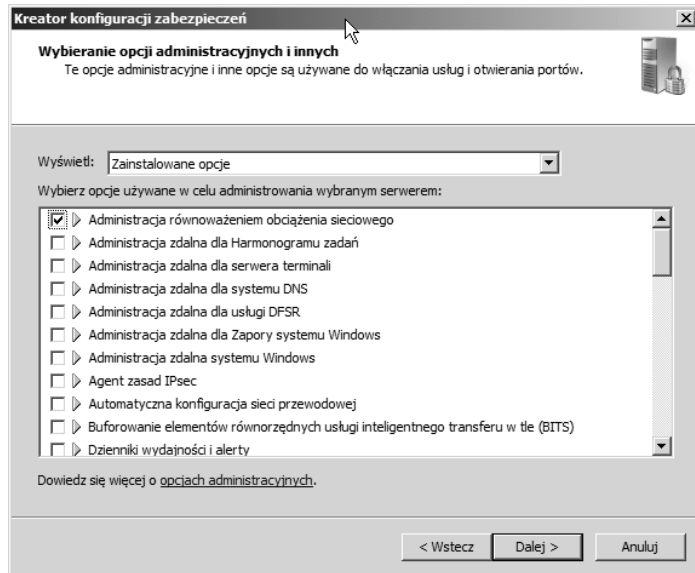 Kreator konfiguracji zabezpieczeń
Wybieranie opcji administracyjnych i innych
Te opcje administracyjne i inne opcje są używane do włączania usług i otwierania portów.
Wyświetl: Zainstalowane opcje
Wybierz opcje używane w celu administrowania wybranym serwerem:
Administracja równoważeniem obciążenia sieciowego
Administracja zdalna dla Harmonogramu zadań
Administracja zdalna dla serwera terminali
Administracja zdalna dla systemu DNS
Administracja zdalna dla usługi DFSR
Administracja zdalna dla Zapory systemu Windows
Administracja zdalna systemu Windows
Agent zasad IPsec
Automatyczna konfiguracja sieci przewodowej
Buforowanie elementów równorzędnych usługi inteligentnego transferu w tle (BITS)
Dzienniki wydajności i alerty
Dowiedz się więcej o opcjach administracyjnych.
< Wstecz Dalej > Anuluj